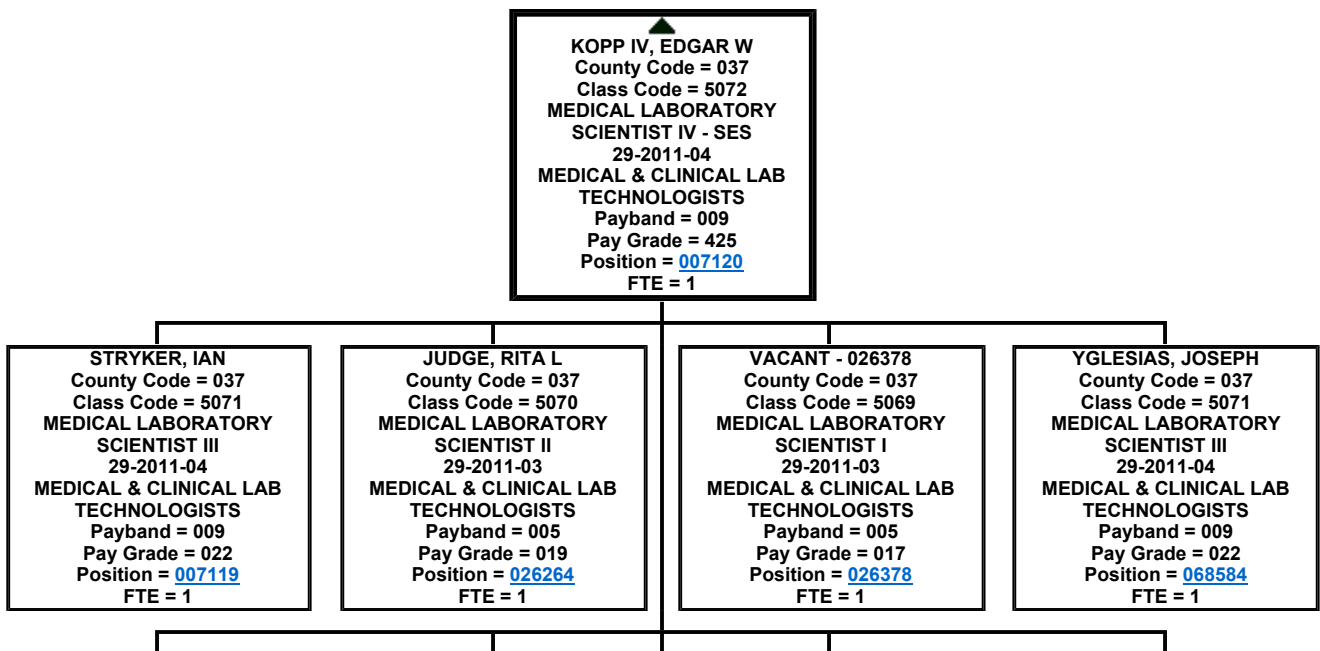 KOPP IV, EDGAR W
County Code = 037
Class Code = 5072
MEDICAL LABORATORY
SCIENTIST IV - SES
29-2011-04
MEDICAL & CLINICAL LAB
TECHNOLOGISTS
Payband = 009
Pay Grade = 425
Position = 007120
FTE = 1
STRYKER, IAN
County Code = 037
Class Code = 5071
MEDICAL LABORATORY
SCIENTIST III
29-2011-04
MEDICAL & CLINICAL LAB
TECHNOLOGISTS
Payband = 009
Pay Grade = 022
Position = 007119
FTE = 1
JUDGE, RITA L
County Code = 037
Class Code = 5070
MEDICAL LABORATORY
SCIENTIST II
29-2011-03
MEDICAL & CLINICAL LAB
TECHNOLOGISTS
Payband = 005
Pay Grade = 019
Position = 026264
FTE = 1
VACANT - 026378
County Code = 037
Class Code = 5069
MEDICAL LABORATORY
SCIENTIST I
29-2011-03
MEDICAL & CLINICAL LAB
TECHNOLOGISTS
Payband = 005
Pay Grade = 017
Position = 026378
FTE = 1
YGLESIAS, JOSEPH
County Code = 037
Class Code = 5071
MEDICAL LABORATORY
SCIENTIST III
29-2011-04
MEDICAL & CLINICAL LAB
TECHNOLOGISTS
Payband = 009
Pay Grade = 022
Position = 068584
FTE = 1